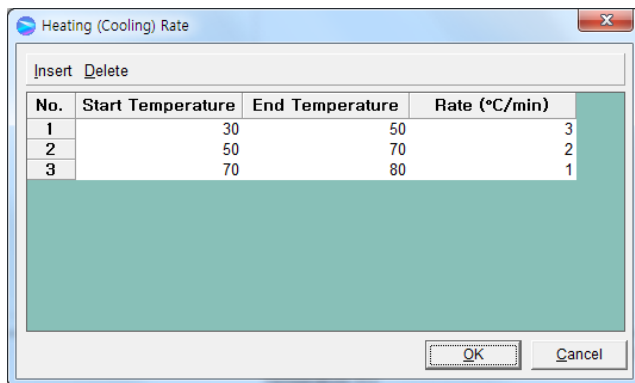 Heating (Cooling) Rate
Insert Delete
No. Start Temperature End Temperature Rate (°C/min)
1 30 50 3
2 50 70 2
3 70 80 1
OK Cancel